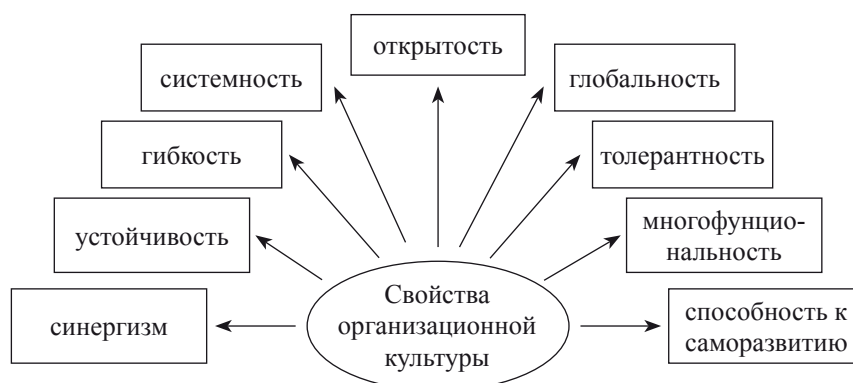 открытость
системность
глобальность
гибкость
толерантность
устойчивость
многофунцио-
нальность
синергизм
Свойства
организационной
культуры
способность к
саморазвитию